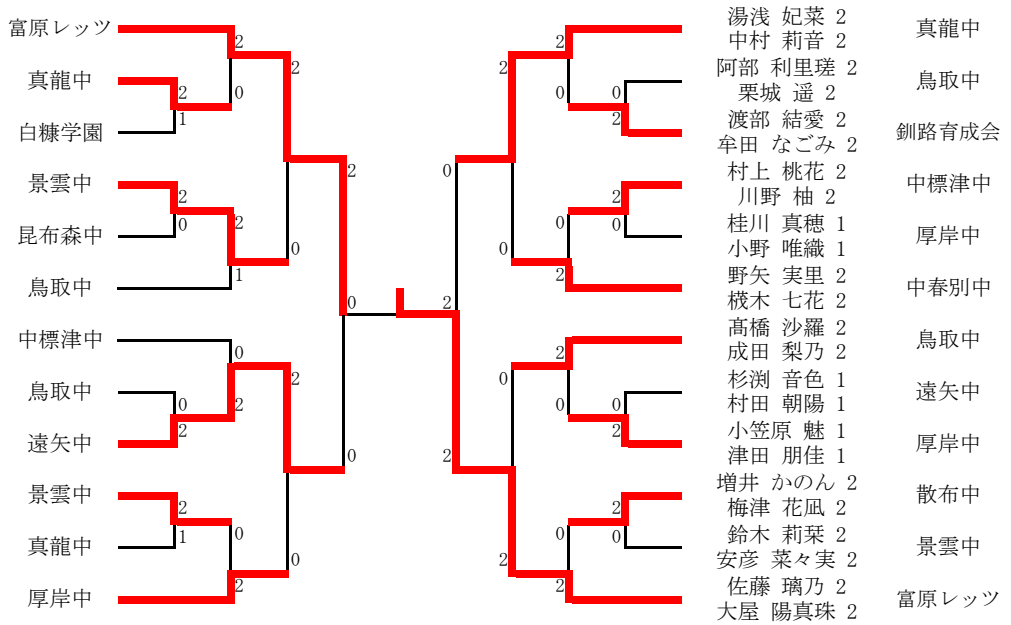 富原レッツ
2
2
真龍中
2
0
1
白糠学園
2
景雲中
2
0
2
昆布森中
0
1
鳥取中
0
中標津中
0
2
鳥取中
0
2
2
遠矢中
0
景雲中
2
1
0
真龍中
0
2
厚岸中
湯浅 妃菜 2
中村 莉音 2
真龍中
2
2
阿部 利里瑳 2
栗城 遥 2
鳥取中
0
0
2
渡部 結愛 2
牟田 なごみ 2
釧路育成会
0
村上 桃花 2
川野 柚 2
中標津中
2
0
0
桂川 真穂 1
小野 唯織 1
厚岸中
0
2
野矢 実里 2
橃木 七花 2
中春別中
2
髙橋 沙羅 2
成田 梨乃 2
鳥取中
2
0
杉渕 音色 1
村田 朝陽 1
遠矢中
0
0
2
小笠原 魅 1
津田 朋佳 1
厚岸中
2
増井 かのん 2
梅津 花凪 2
散布中
2
0
0
鈴木 莉栞 2
安彦 菜々実 2
景雲中
2
2
佐藤 璃乃 2
大屋 陽真珠 2
富原レッツ